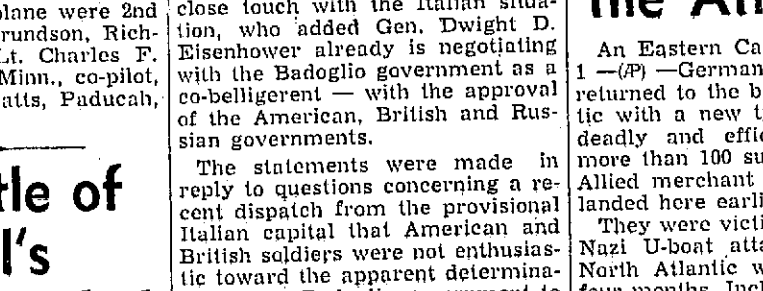 plane were 2nd
rundson, Rich-
Lt. Charles F.
Minn., co-pilot,
atts, Paducah,
tle of
l's
close touch with the Italian situa-
tion, who added Gen. Dwight D.
Eisenhower already is negotiating
with the Badoglio government as a
co-belligerent — with the approval
of the American, British and Rus-
sian governments.
The statements were made in
reply to questions concerning a re-
cent dispatch from the provisional
Italian capital that American and
British soldiers were not enthusias-
tic toward the apparent determina-
the
An Eastern Ca
1 —(AP) —German
returned to the b
tic with a new t
deadly and effic
more than 100 su
Allied merchant
landed here earli
They were victi
Nazi U-boat atta
North Atlantic w
four months. Incl